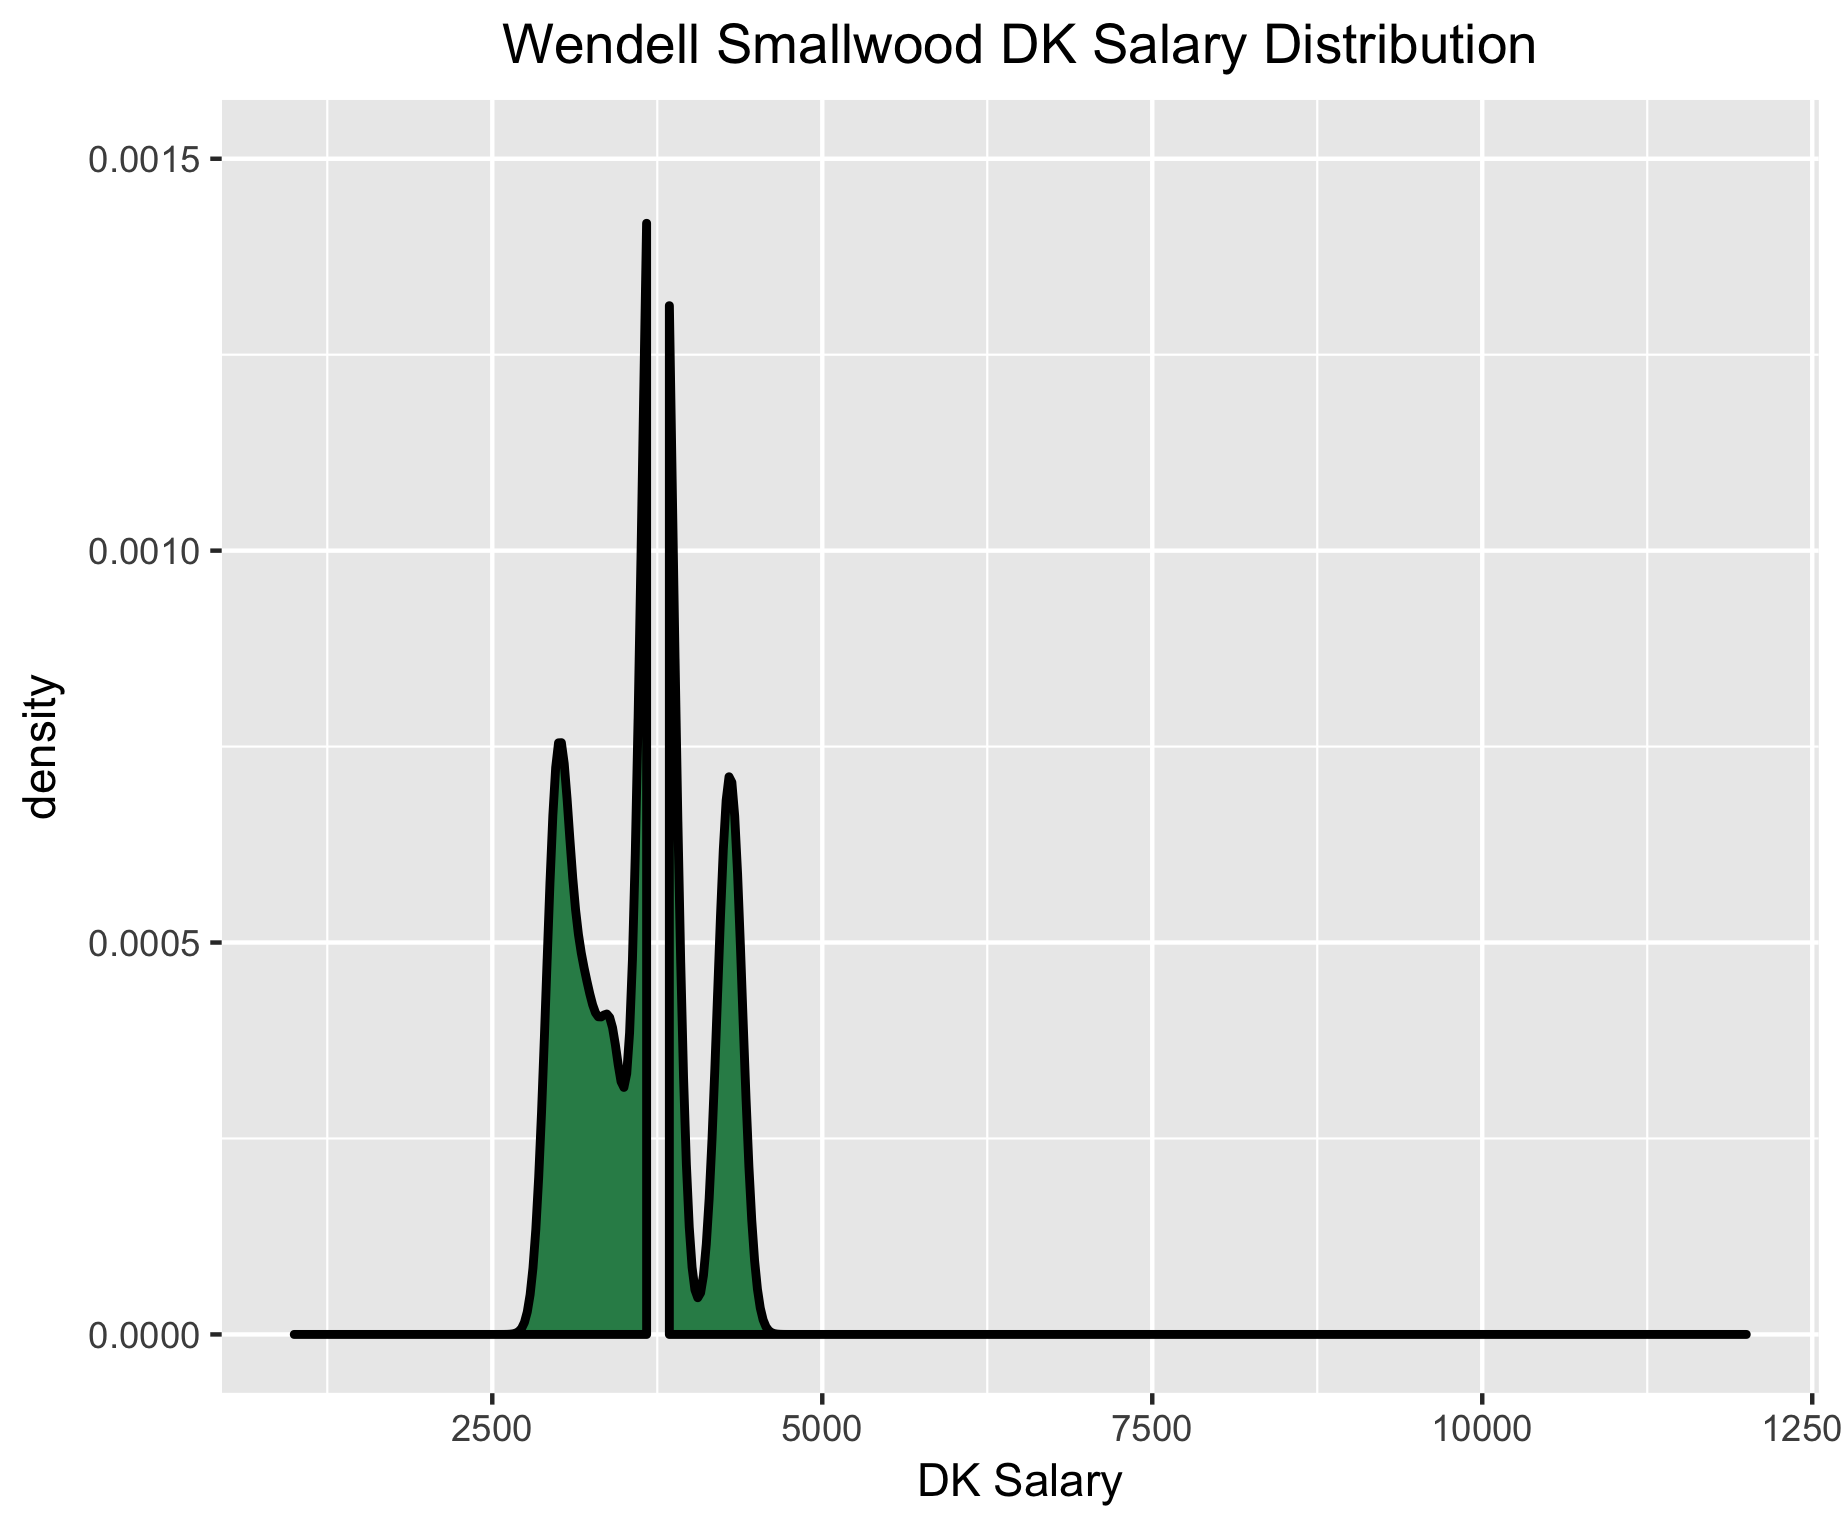 Wendell Smallwood DK Salary Distribution
0.0015
0.0010
0.0005
0.0000
density
2500 5000 7500 10000 1250
DK Salary